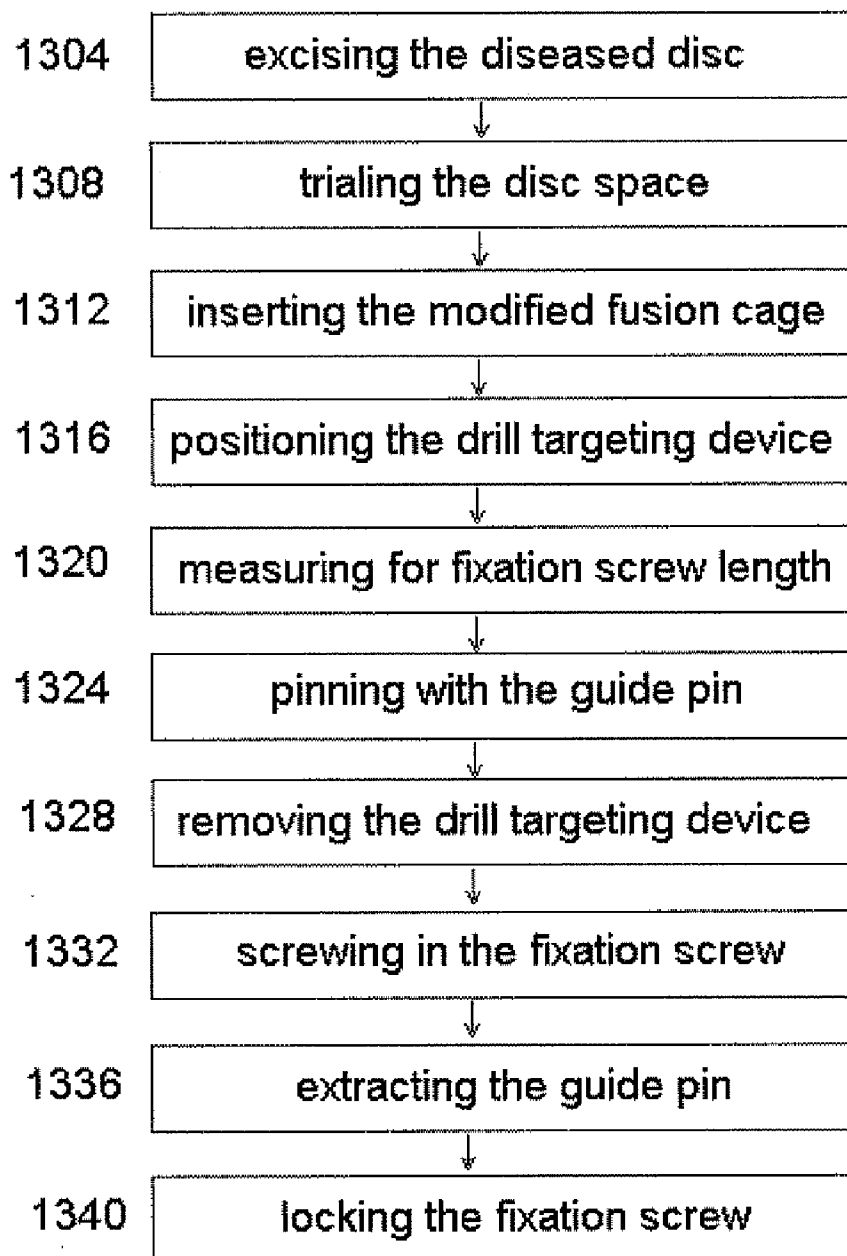 1304 excising the diseased disc
1308 trialing the disc space
1312 inserting the modified fusion cage
1316 positioning the drill targeting device
1320 measuring for fixation screw length
1324 pinning with the guide pin
1328 removing the drill targeting device
1332 screwing in the fixation screw
1336 extracting the guide pin
1340 locking the fixation screw